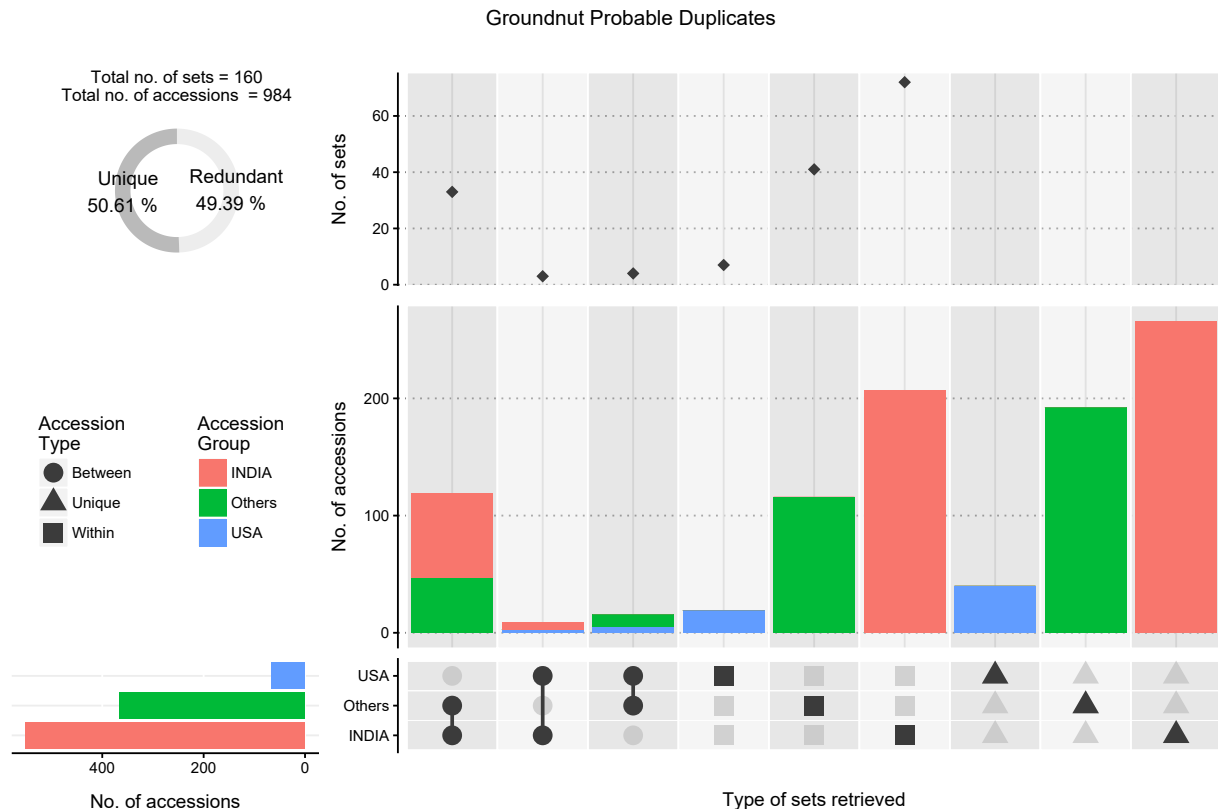 Groundnut Probable Duplicates
Total no. of sets = 160
Total no. of accessions  = 984
Unique
50.61 %
Redundant
49.39 %
No. of sets
60
40
20
0
No. of accessions
200
100
0
Accession
Type
Between
Unique
Within
Accession
Group
INDIA
Others
USA
USA
Others
INDIA
400
200
0
No. of accessions
Type of sets retrieved